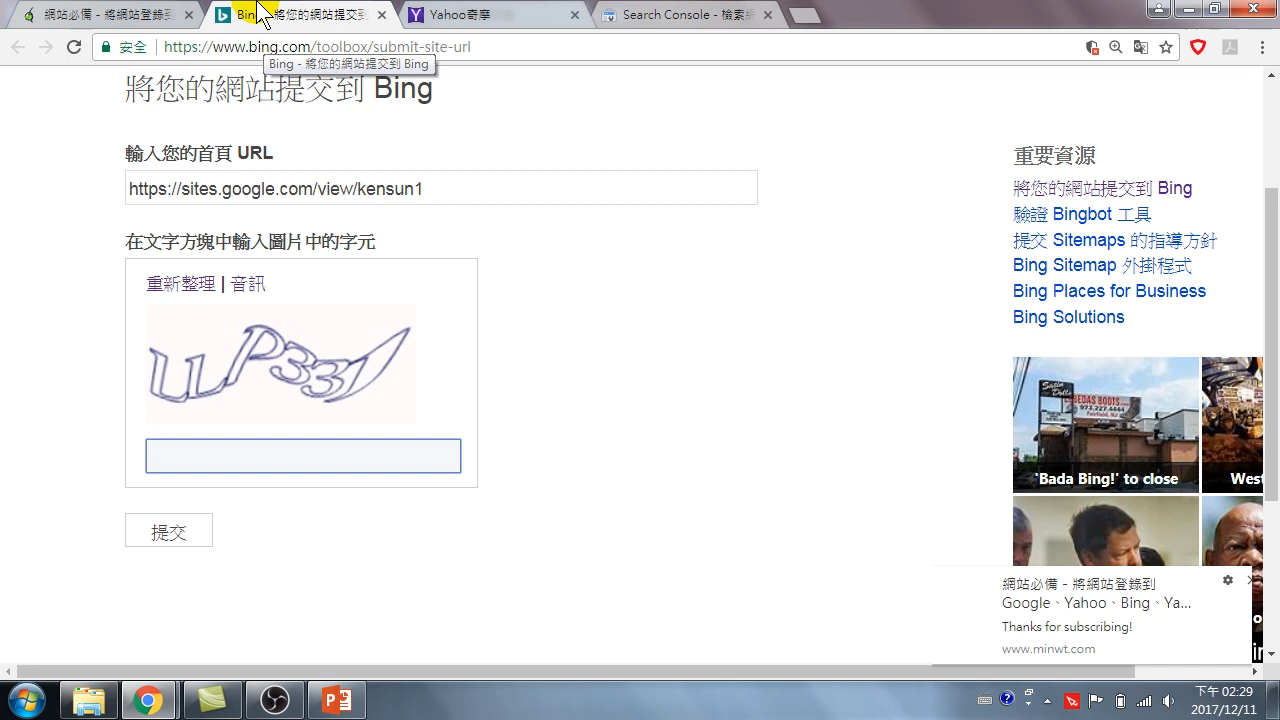 網站必備 - 將網站登錄到
Bin
將您的網站提交到
Yahoo奇摩
Search Console - 檢索
安全
https://www.bing.com/toolbox/submit-site-url
Bing - 將您的網站提交到 Bing
將您的網站提交到 Bing
輸入您的首頁 URL
https://sites.google.com/view/kensun1
在文字方塊中輸入圖片中的字元
重新整理 | 音訊
提交
重要資源
將您的網站提交到 Bing
驗證 Bingbot 工具
提交 Sitemaps 的指導方針
Bing Sitemap 外掛程式
Bing Places for Business
Bing Solutions
Satin Dolls
BEDAS BOOTS
973.227.4444
'Bada Bing!' to close
West
網站必備 - 將網站登錄到
Google、Yahoo、Bing、Ya...
Thanks for subscribing!
www.minwt.com
下午 02:29
2017/12/11